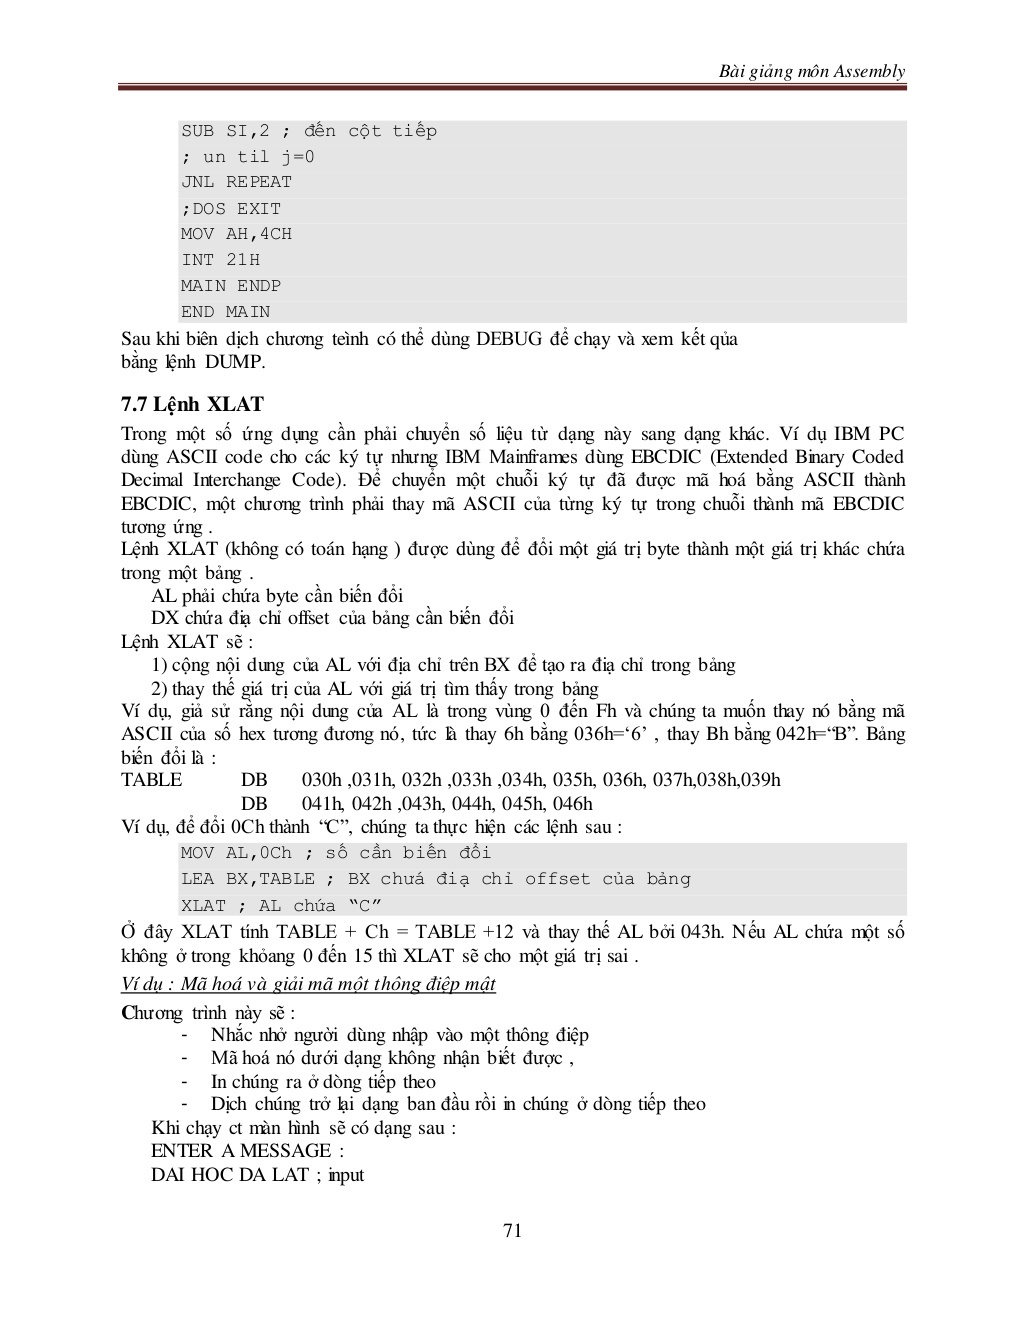 Bài giảng môn Assembly
SUB SI,2 ; đến cột tiếp
; un til j=0
JNL REPEAT
;DOS EXIT
MOV AH,4CH
INT 21H
MAIN ENDP
END MAIN
Sau khi biên dịch chương teình có thể dùng DEBUG để chạy và xem kết qủa
bằng lệnh DUMP.
7.7 Lệnh XLAT
Trong một số ứng dụng cần phải chuyển số liệu từ dạng này sang dạng khác. Ví dụ IBM PC
dùng ASCII code cho các ký tự nhưng IBM Mainframes dùng EBCDIC (Extended Binary Coded
Decimal Interchange Code). Để chuyển một chuỗi ký tự đã được mã hoá bằng ASCII thành
EBCDIC, một chương trình phải thay mã ASCII của từng ký tự trong chuỗi thành mã EBCDIC
tương ứng .
Lệnh XLAT (không có toán hạng ) được dùng để đổi một giá trị byte thành một giá trị khác chứa
trong một bảng .
AL phải chứa byte cần biến đổi
DX chứa điạ chỉ offset của bảng cần biến đổi
Lệnh XLAT sẽ :
1) cộng nội dung của AL với địa chỉ trên BX để tạo ra điạ chỉ trong bảng
2) thay thế giá trị của AL với giá trị tìm thấy trong bảng
Ví dụ, giả sử rằng nội dung của AL là trong vùng 0 đến Fh và chúng ta muốn thay nó bằng mã
ASCII của số hex tương đương nó, tức là thay 6h bằng 036h=‘6’ , thay Bh bằng 042h=“B”. Bảng
biến đổi là :
TABLE DB 030h ,031h, 032h ,033h ,034h, 035h, 036h, 037h,038h,039h
DB 041h, 042h ,043h, 044h, 045h, 046h
Ví dụ, để đổi 0Ch thành “C”, chúng ta thực hiện các lệnh sau :
MOV AL,0Ch ; số cần biến đổi
LEA BX,TABLE ; BX chưá điạ chỉ offset của bảng
XLAT ; AL chứa “C”
Ở đây XLAT tính TABLE + Ch = TABLE +12 và thay thế AL bởi 043h. Nếu AL chứa một số
không ở trong khỏang 0 đến 15 thì XLAT sẽ cho một giá trị sai .
Ví dụ : Mã hoá và giải mã một thông điệp mật
Chương trình này sẽ :
- Nhắc nhở người dùng nhập vào một thông điệp
- Mã hoá nó dưới dạng không nhận biết được ,
- In chúng ra ở dòng tiếp theo
- Dịch chúng trở lại dạng ban đầu rồi in chúng ở dòng tiếp theo
Khi chạy ct màn hình sẽ có dạng sau :
ENTER A MESSAGE :
DAI HOC DA LAT ; input
71